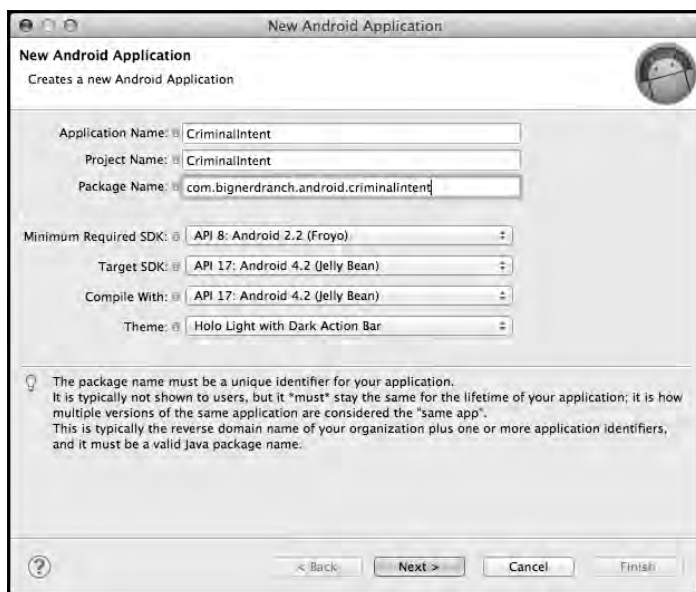 New Android Application
New Android Application
Creates a new Android Application
Application Name: CriminalIntent
Project Name: CriminalIntent
Package Name: com.bignerdranch.android.criminalintent
Minimum Required SDK: API 8: Android 2.2 (Froyo)
Target SDK: API 17: Android 4.2 (Jelly Bean)
Compile With: API 17: Android 4.2 (Jelly Bean)
Theme: Holo Light with Dark Action Bar
The package name must be a unique identifier for your application.
It is typically not shown to users, but it *must* stay the same for the lifetime of your application; it is how
multiple versions of the same application are considered the "same app".
This is typically the reverse domain name of your organization plus one or more application identifiers,
and it must be a valid Java package name.
? < Back Next > Cancel Finish